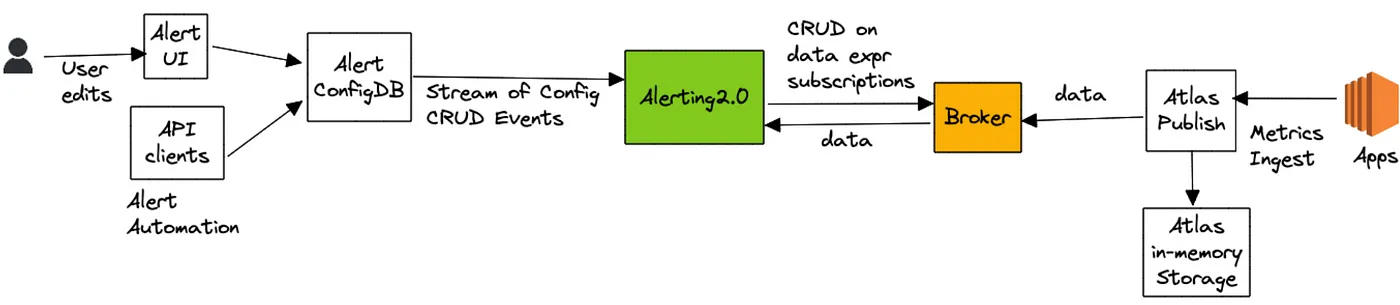 User
edits
Alert
UI
API
clients
Alert
Automation
Alert
ConfigDB
Stream of Config
CRUD Events
Alerting2.0
CRUD on
data expr
subscriptions
data
Broker
data
Atlas
Publish
Metrics
Ingest
Apps
Atlas
in-memory
Storage